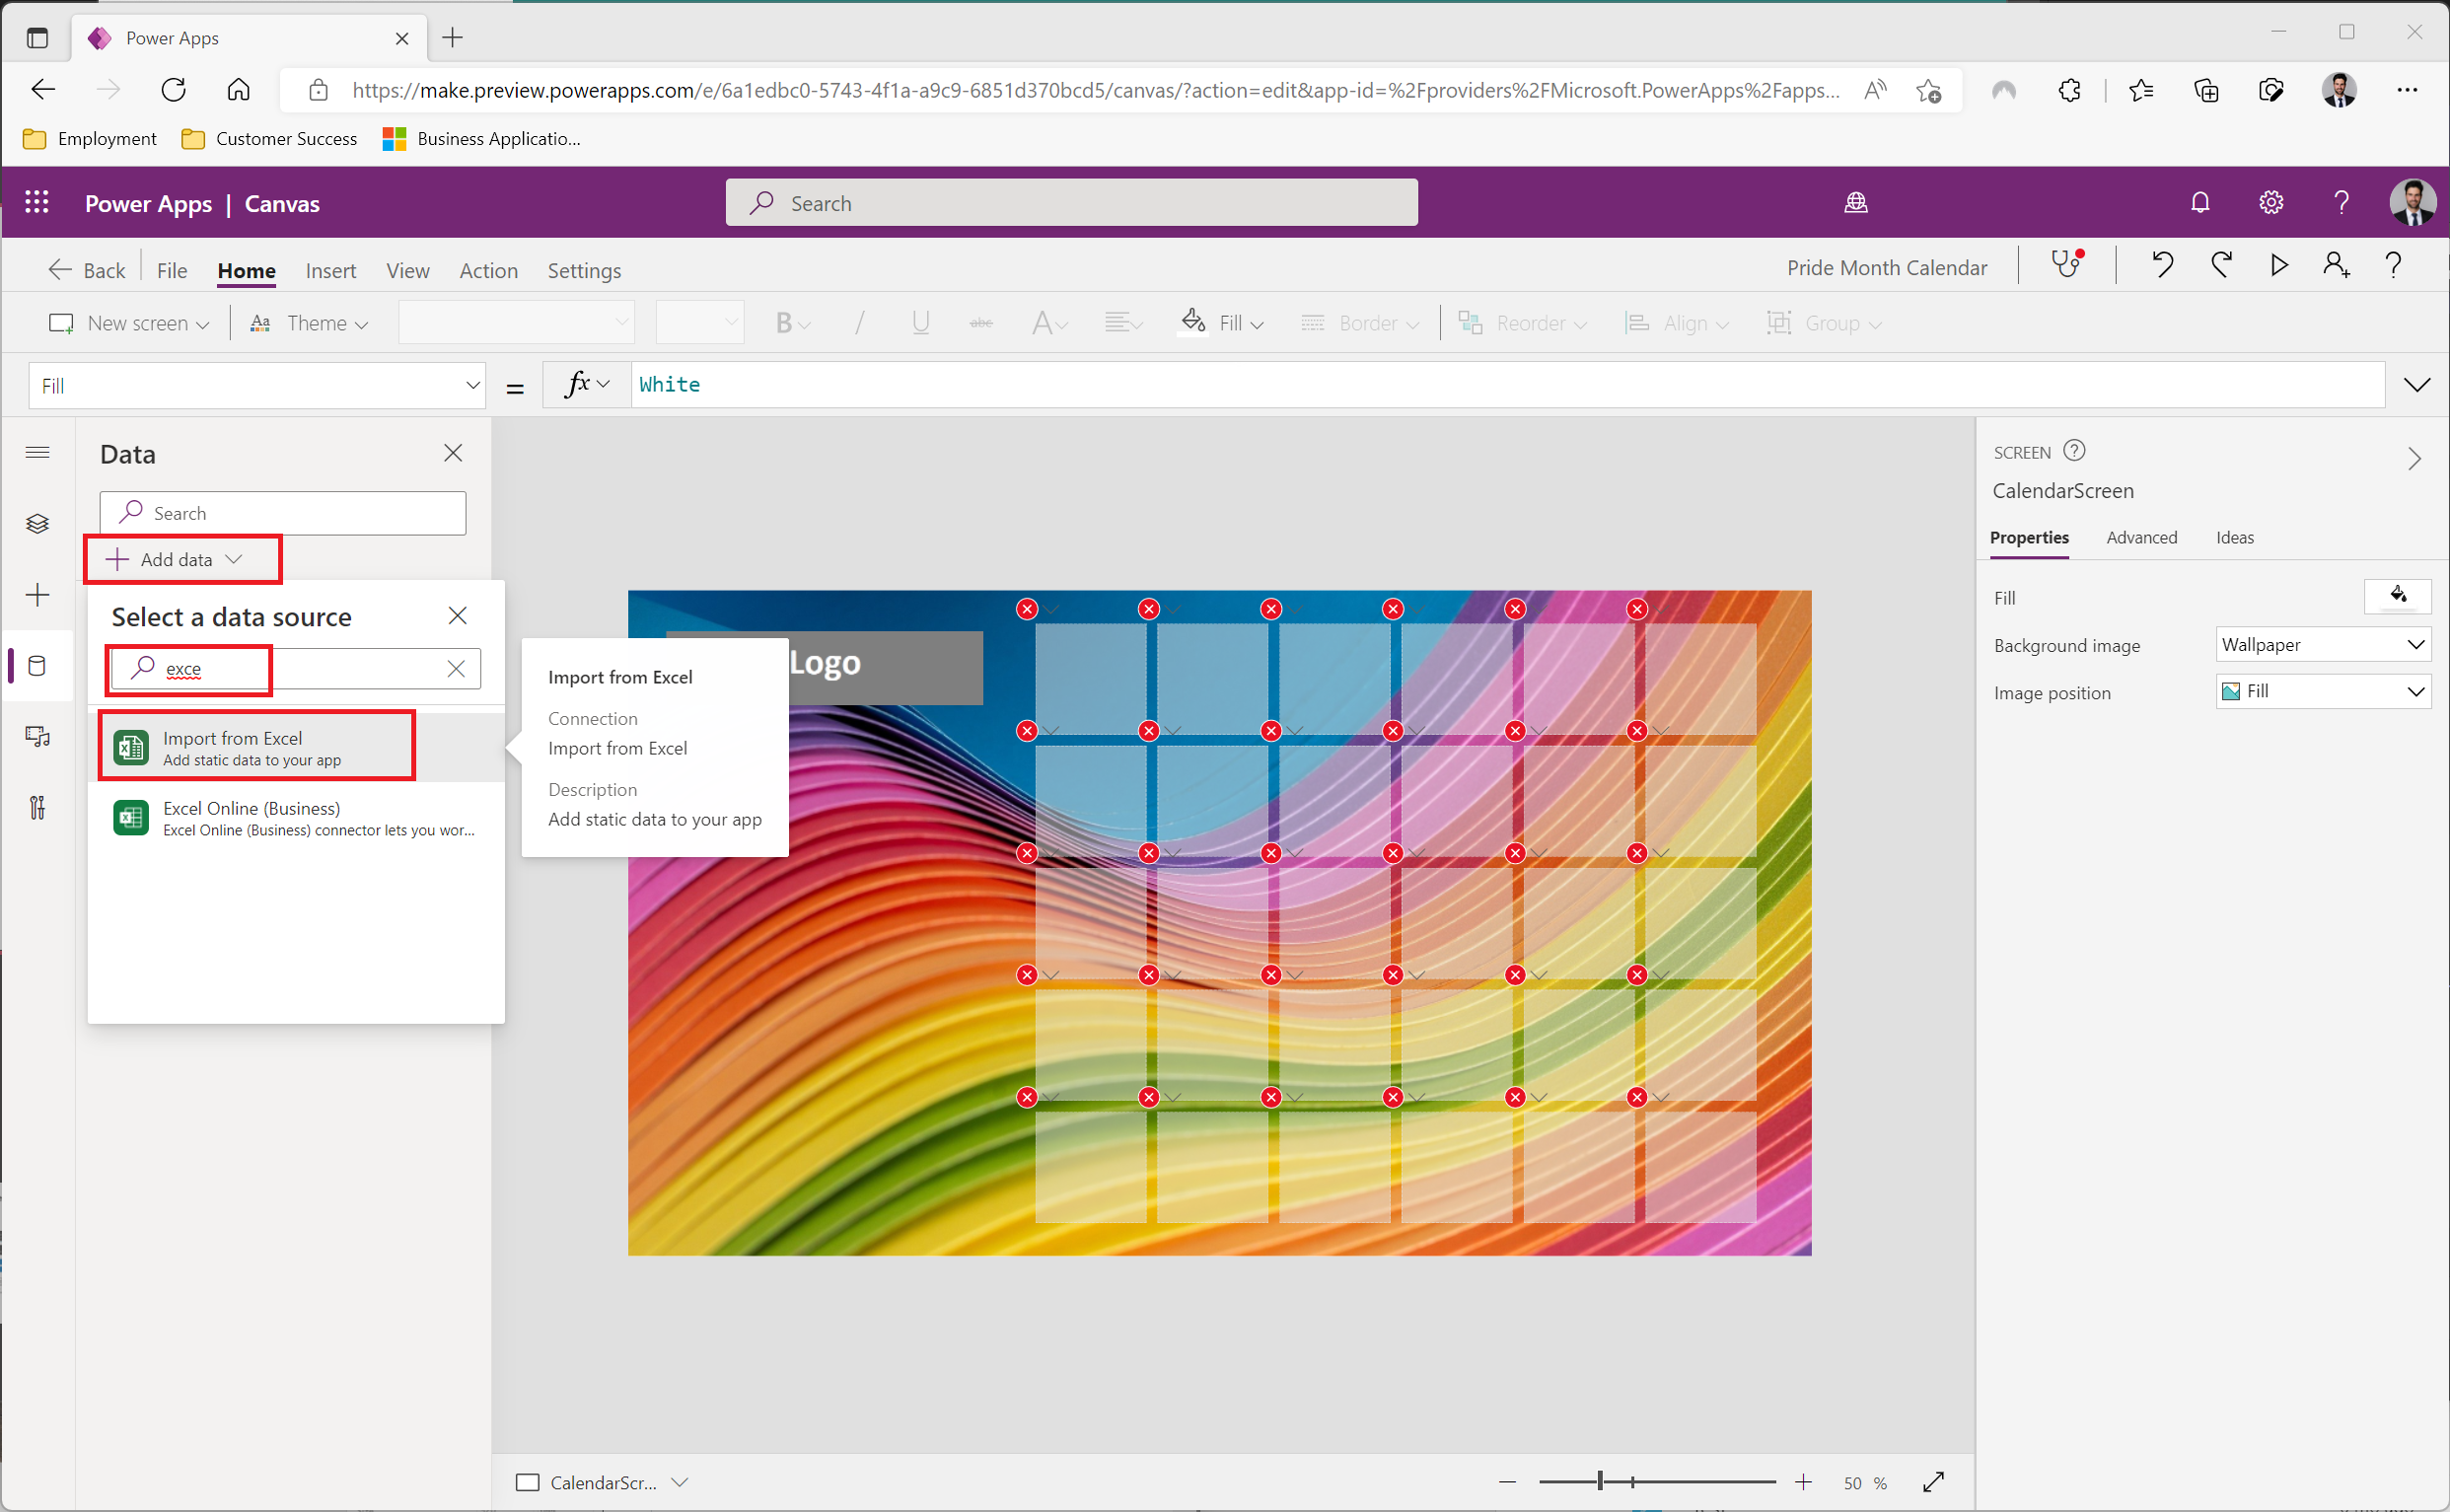 Power Apps
https://make.preview.powerapps.com/e/6a1edbc0-5743-4f1a-a9c9-6851d370bcd5/canvas/?action=edit&app-id=%2Fproviders%2FMicrosoft.PowerApps%2Fapps...
Employment
Customer Success
Business Applicatio...
Power Apps | Canvas
Search
Back
File
Home
Insert
View
Action
Settings
Pride Month Calendar
New screen
Aa Theme
B
/
U
abc
A
Fill
Border
Reorder
Align
Group
Fill
=
fx
White
Data
Search
Add data
Select a data source
exce
Import from Excel
Add static data to your app
Excel Online (Business)
Excel Online (Business) connector lets you wor...
Import from Excel
Connection
Import from Excel
Description
Add static data to your app
Logo
SCREEN
CalendarScreen
Properties
Advanced
Ideas
Fill
Background image
Wallpaper
Image position
Fill
CalendarScr...
50 %